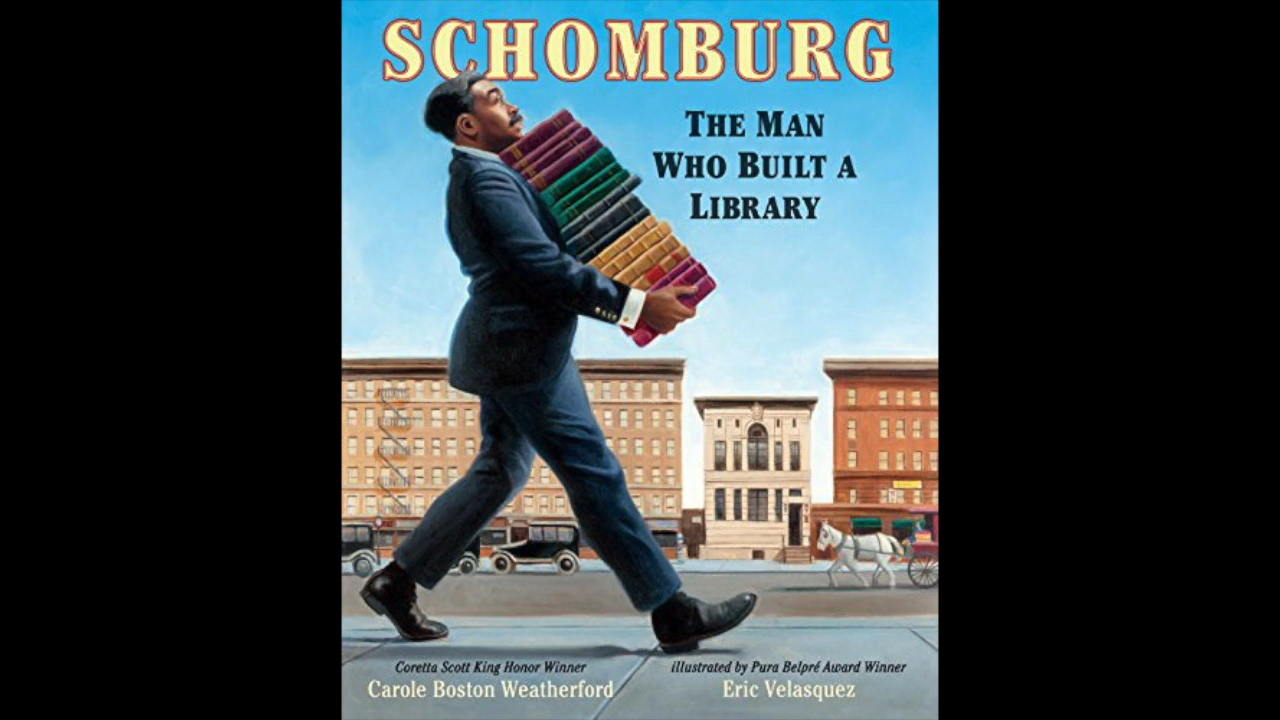 SCHOMBURG
THE MAN
WHO BUILT A
LIBRARY
Coretta Scott King Honor Winner
Carole Boston Weatherford
illustrated by Pura Belpré Award Winner
Eric Velasquez